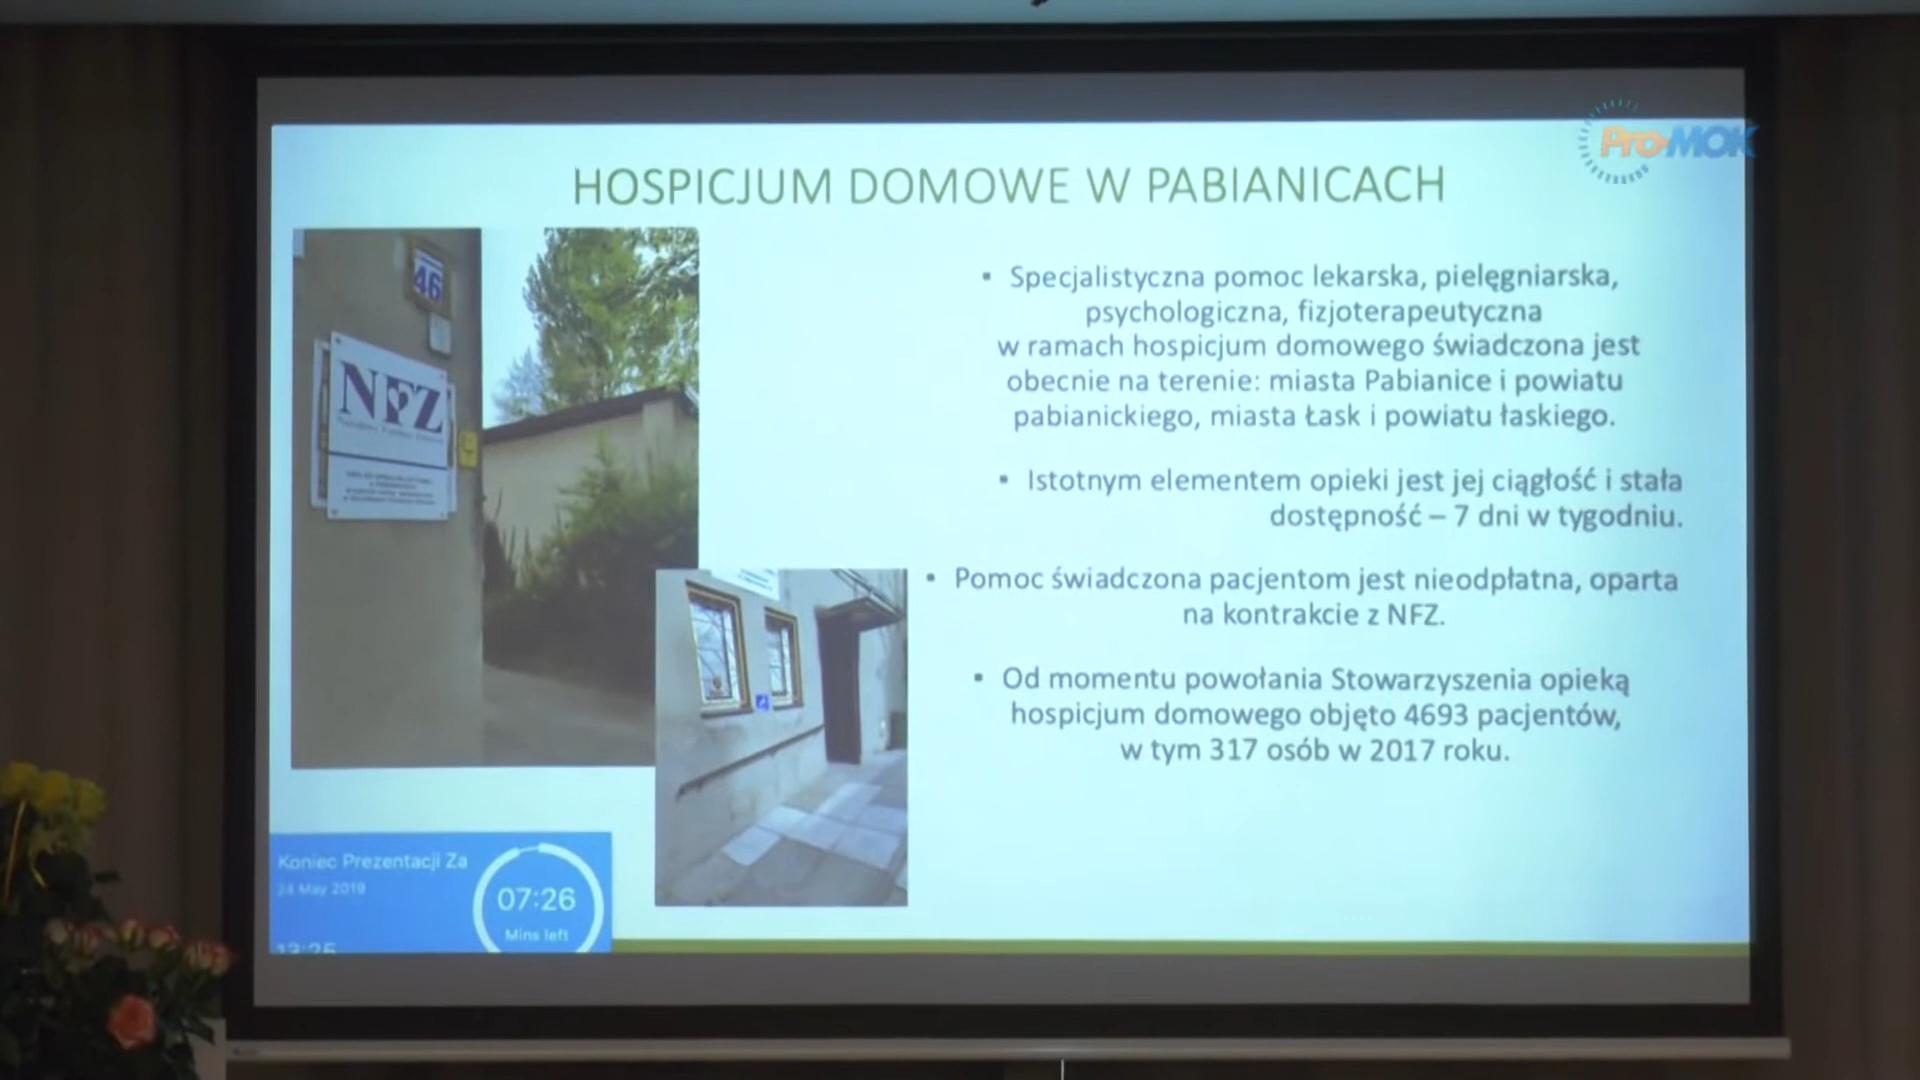 Pro-MOK
HOSPICJUM DOMOWE W PABIANICACH
46
NFZ
▪ Specjalistyczna pomoc lekarska, pielęgniarska,
psychologiczna, fizjoterapeutyczna
w ramach hospicjum domowego świadczona jest
obecnie na terenie: miasta Pabianice i powiatu
pabianickiego, miasta Łask i powiatu łaskiego.
▪ Istotnym elementem opieki jest jej ciągłość i stała
dostępność – 7 dni w tygodniu.
▪ Pomoc świadczona pacjentom jest nieodpłatna, oparta
na kontrakcie z NFZ.
▪ Od momentu powołania Stowarzyszenia opieką
hospicjum domowego objęto 4693 pacjentów,
w tym 317 osób w 2017 roku.
Koniec Prezentacji Za
24 May 2019
07:26
Mins left